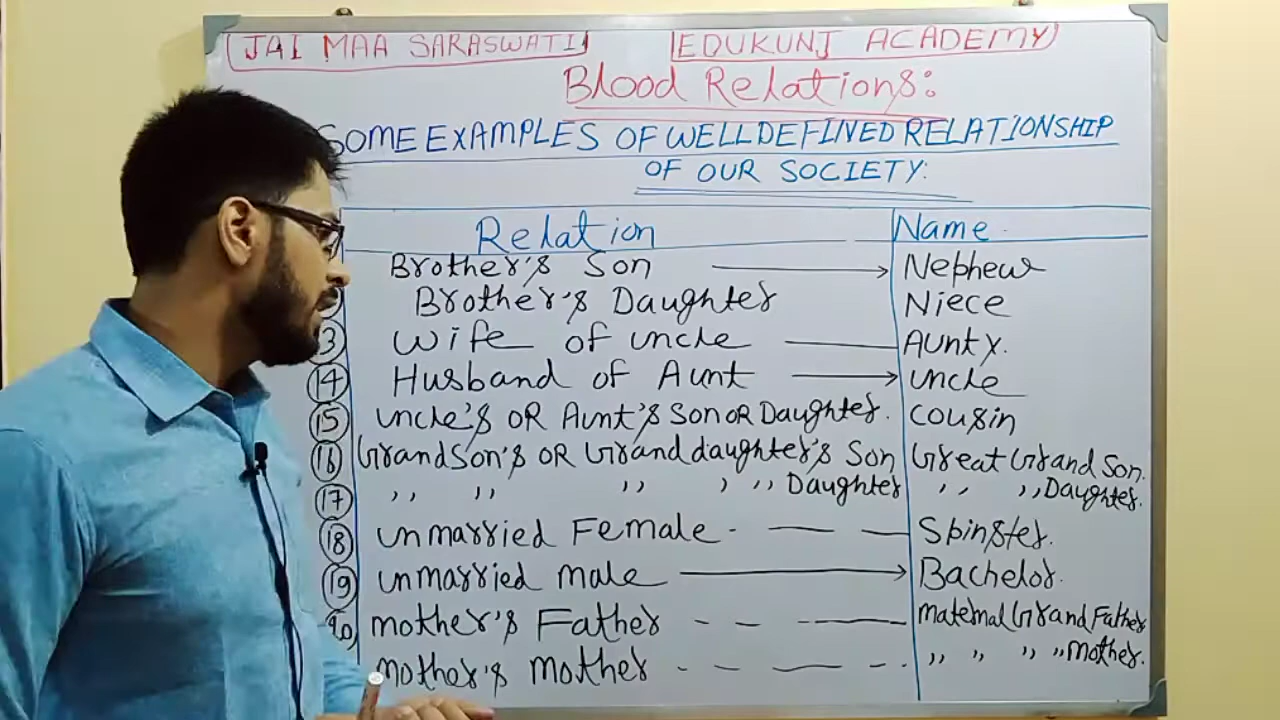 JAI MAA SARASWATI EDUKUNJ ACADEMY
Blood Relations:
SOME EXAMPLES OF WELL DEFINED RELATIONSHIP
OF OUR SOCIETY:
Relation Name
Brother's Son Nephew
Brother's Daughter Niece
3 Wife of uncle Aunty.
14 Husband of Aunt uncle
15 uncle's OR Aunt's Son OR Daughter. Cousin
16 GrandSon's OR Grand daughter's Son Great Grand Son.
17 ,, ,, ,, , ,, Daughter ,, ,, Daughter.
18 unmarried Female - Spinster.
19 unmarried male Bachelor.
20 mother's Father maternal Grand Father
mother's mother ,, ,, ,, ,, mother.